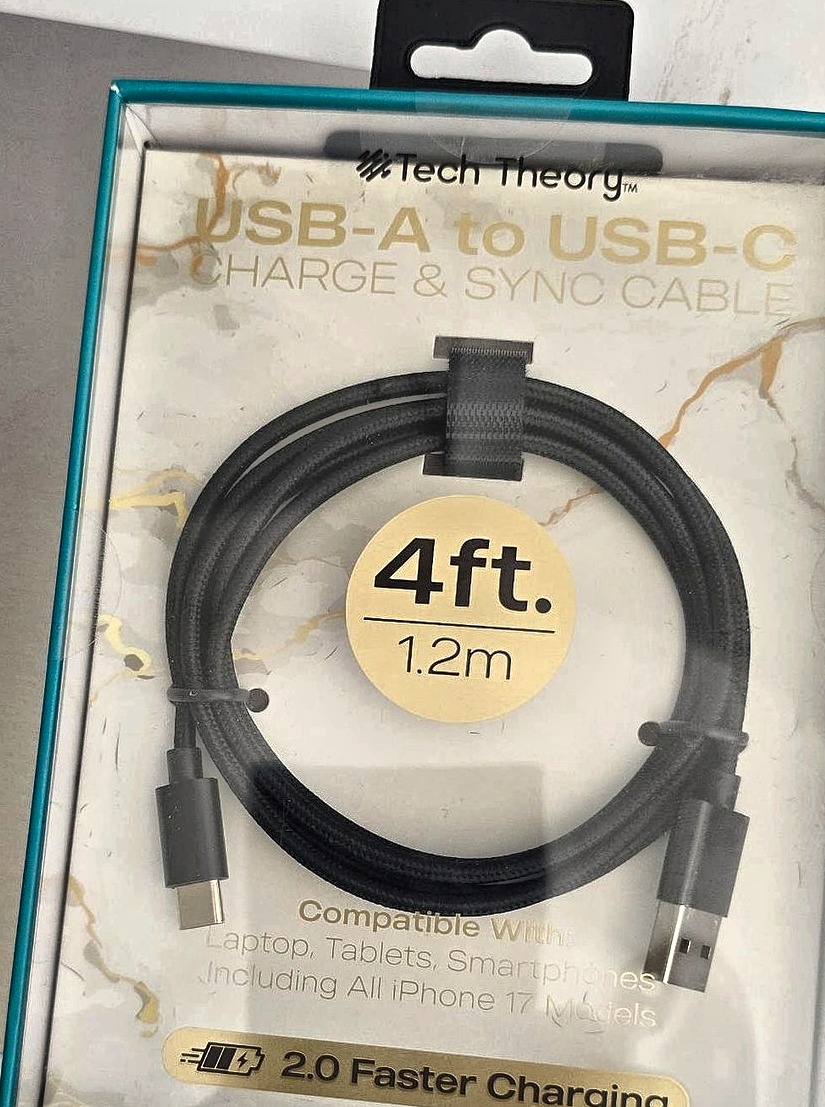 Tech Theory™
USB-A to USB-C
CHARGE & SYNC CABLE
4ft.
1.2m
Compatible With:
Laptop, Tablets, Smartphones
Including All iPhone 17 Models
2.0 Faster Charging